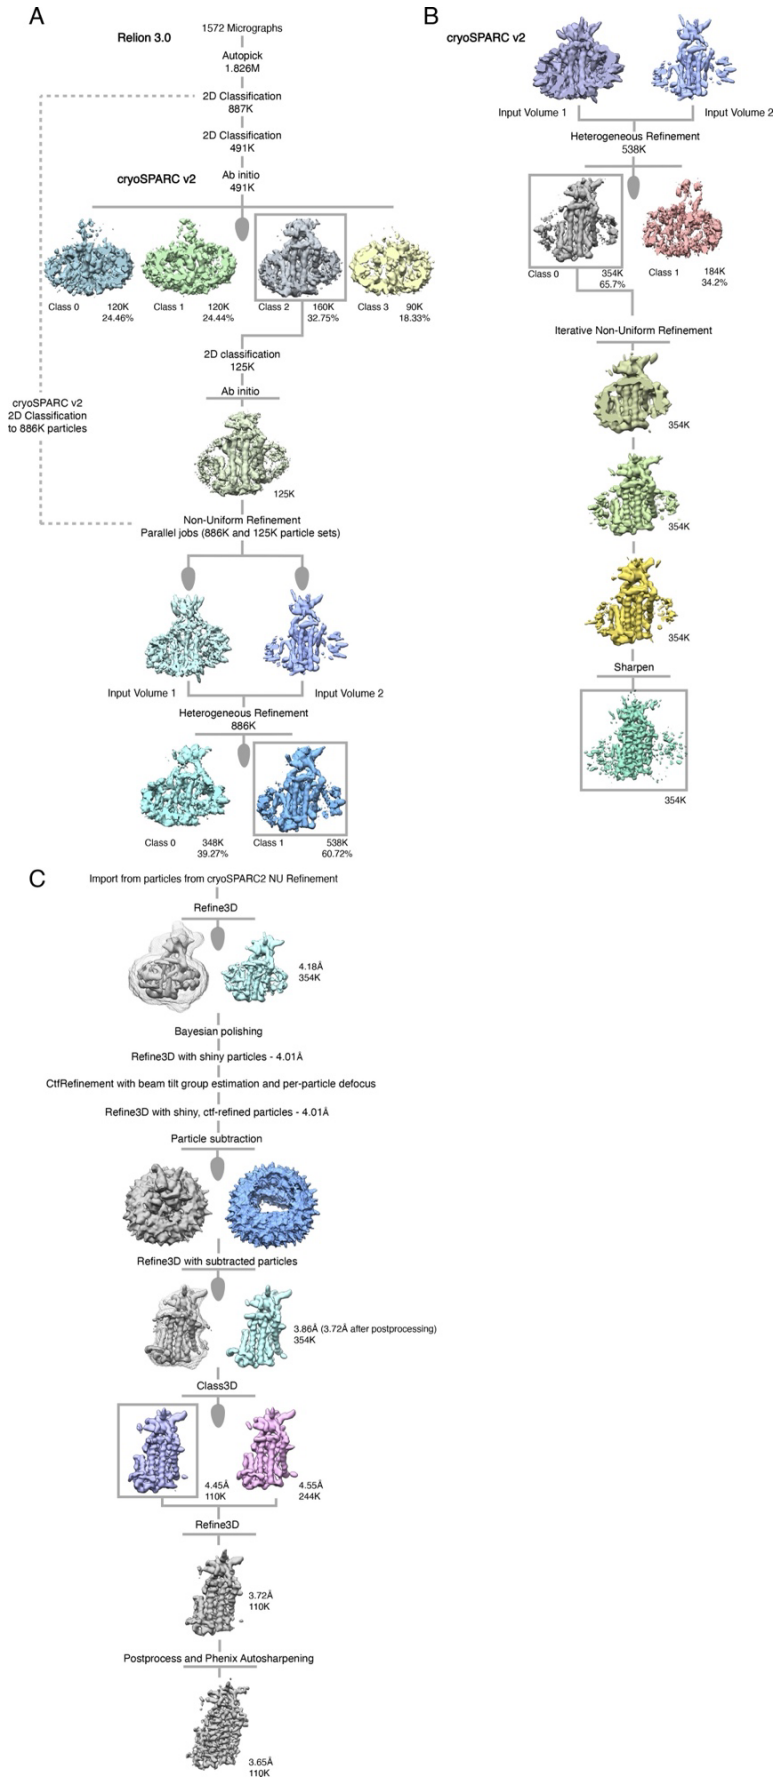 A
Relion 3.0
1572 Micrographs
Autopick
1.826M
2D Classification
887K
2D Classification
491K
cryoSPARC v2
Ab initio
491K
Class 0 120K
24.46%
Class 1 120K
24.44%
Class 2 160K
32.75%
Class 3 90K
18.33%
2D classification
125K
Ab initio
cryoSPARC v2
2D Classification
to 886K particles
125K
Non-Uniform Refinement
Parallel jobs (886K and 125K particle sets)
Input Volume 1
Input Volume 2
Heterogeneous Refinement
886K
Class 0 348K
39.27%
Class 1 538K
60.72%
B
cryoSPARC v2
Input Volume 1
Input Volume 2
Heterogeneous Refinement
538K
Class 0 354K
65.7%
Class 1 184K
34.2%
Iterative Non-Uniform Refinement
354K
354K
354K
Sharpen
354K
C
Import from particles from cryoSPARC2 NU Refinement
Refine3D
4.18Å
354K
Bayesian polishing
Refine3D with shiny particles - 4.01Å
CtfRefinement with beam tilt group estimation and per-particle defocus
Refine3D with shiny, ctf-refined particles - 4.01Å
Particle subtraction
Refine3D with subtracted particles
3.86Å (3.72Å after postprocessing)
354K
Class3D
4.45Å
110K
4.55Å
244K
Refine3D
3.72Å
110K
Postprocess and Phenix Autosharpening
3.65Å
110K